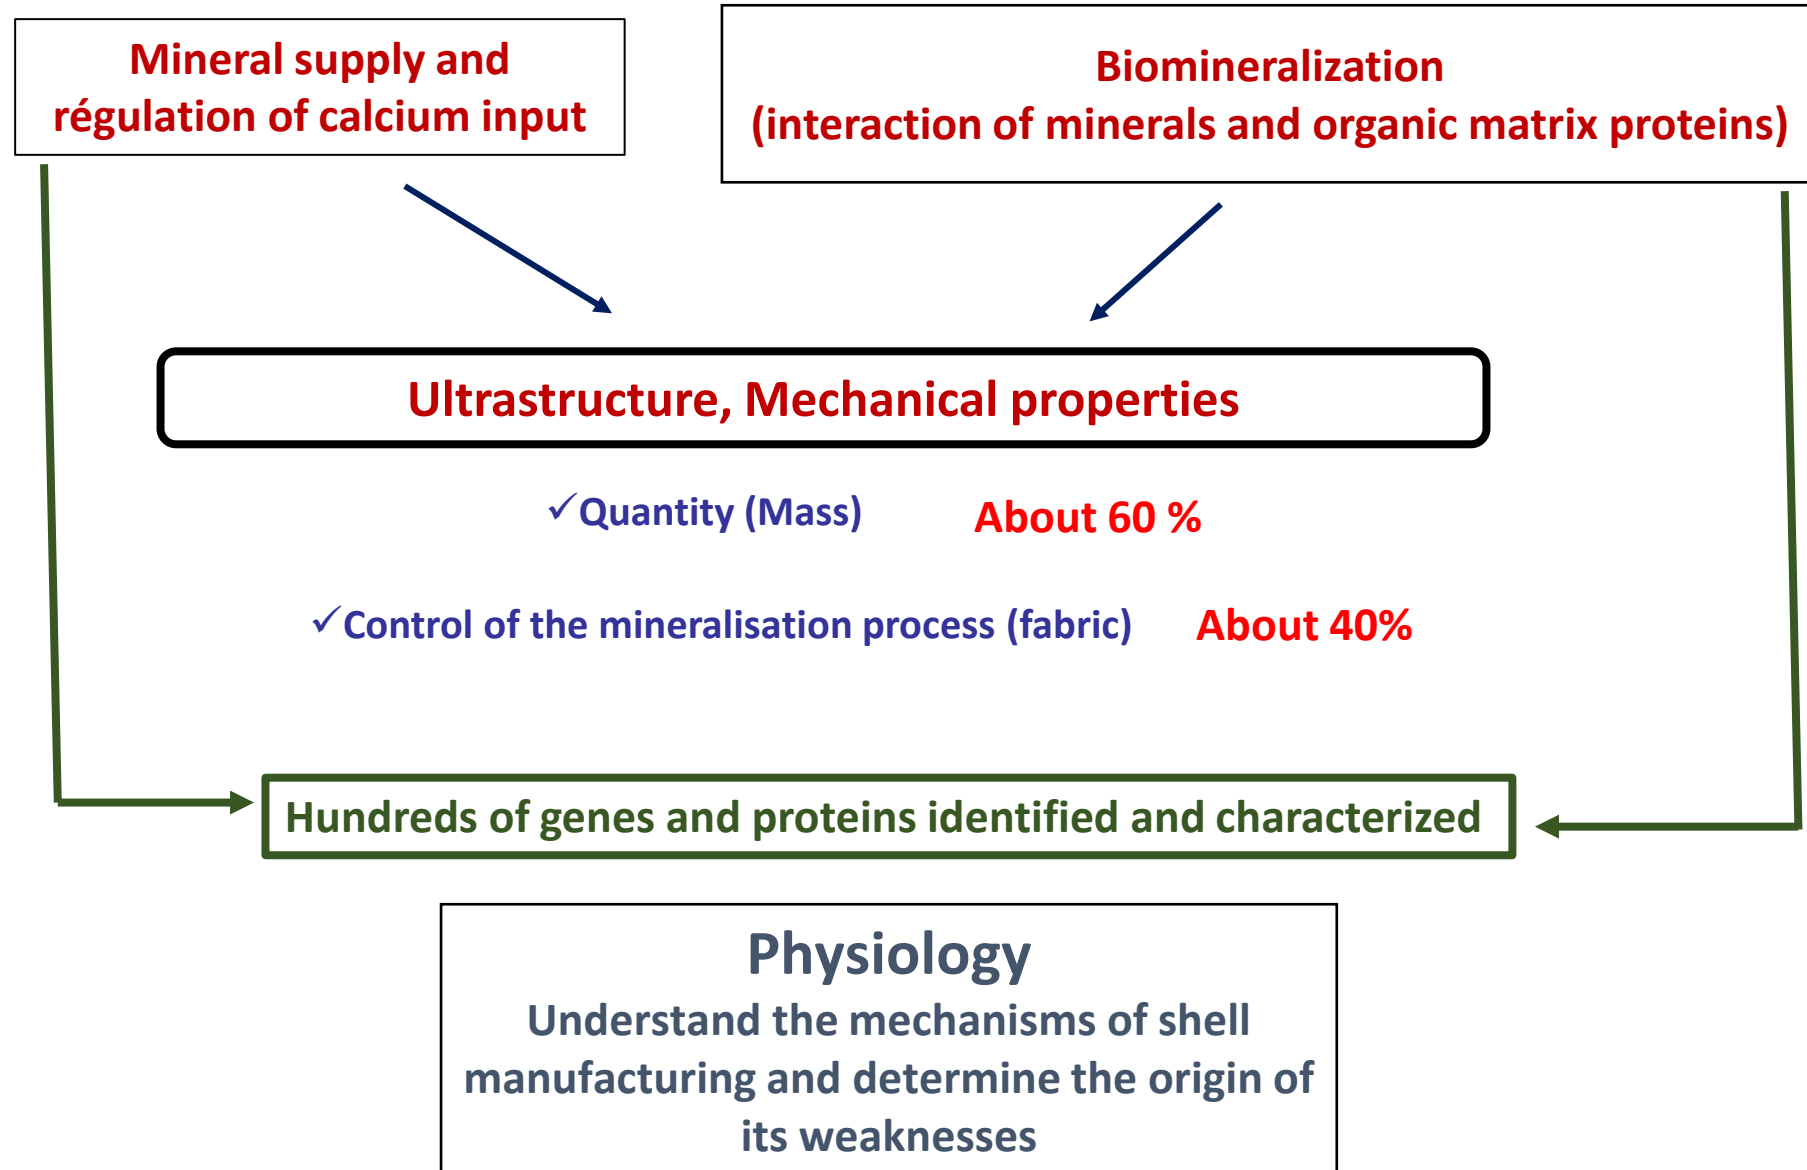 Mineral supply and
régulation of calcium input
Biomineralization
(interaction of minerals and organic matrix proteins)
Ultrastructure, Mechanical properties
✓Quantity (Mass) About 60 %
✓Control of the mineralisation process (fabric) About 40%
Hundreds of genes and proteins identified and characterized
Physiology
Understand the mechanisms of shell
manufacturing and determine the origin of
its weaknesses